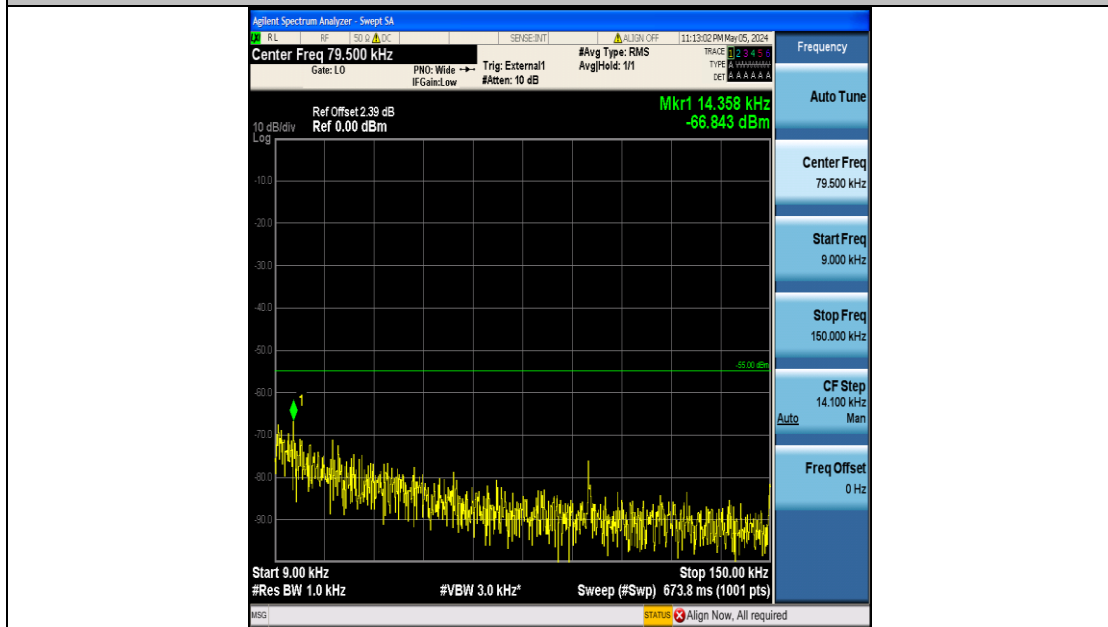 Agilent Spectrum Analyzer - Swept SA
RL RF 50 Ω DC SENSE:INT ALIGN OFF 11:13:02 PM May 05, 2024
Center Freq 79.500 kHz
Gate: LO
PNO: Wide
IFGain:Low
Trig: External1
#Atten: 10 dB
#Avg Type: RMS
Avg|Hold: 1/1
TRACE 1 2 3 4 5 6
TYPE A
DET A A A A A A
Mkr1 14.358 kHz
-66.843 dBm
Ref Offset 2.39 dB
10 dB/div Ref 0.00 dBm
Log
-10.0
-20.0
-30.0
-40.0
-50.0
-55.00 dBm
-60.0
1
-70.0
-80.0
-90.0
Start 9.00 kHz Stop 150.00 kHz
#Res BW 1.0 kHz #VBW 3.0 kHz* Sweep (#Swp) 673.8 ms (1001 pts)
MSG STATUS Align Now, All required
Frequency
Auto Tune
Center Freq
79.500 kHz
Start Freq
9.000 kHz
Stop Freq
150.000 kHz
CF Step
14.100 kHz
Auto Man
Freq Offset
0 Hz